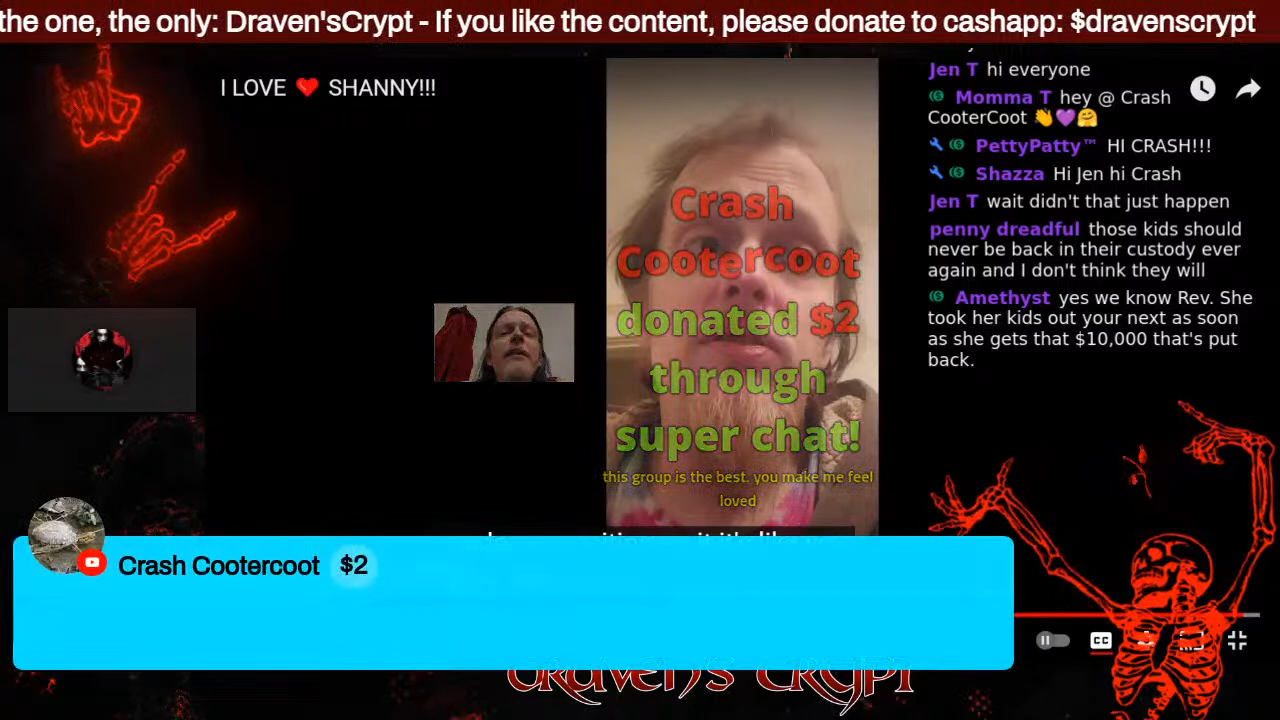 the one, the only: Draven'sCrypt - If you like the content, please donate to cashapp: $dravenscrypt
I LOVE ❤️ SHANNY!!!
Crash
Cootercoot
donated $2
through
super chat!
this group is the best. you make me feel
loved
Jen T hi everyone
Momma T hey @ Crash
CooterCoot 👋💜🤗
PettyPatty™ HI CRASH!!!
Shazza Hi Jen hi Crash
Jen T wait didn't that just happen
penny dreadful those kids should
never be back in their custody ever
again and I don't think they will
Amethyst yes we know Rev. She
took her kids out your next as soon
as she gets that $10,000 that's put
back.
Crash Cootercoot $2
CC
Draven's Crypt